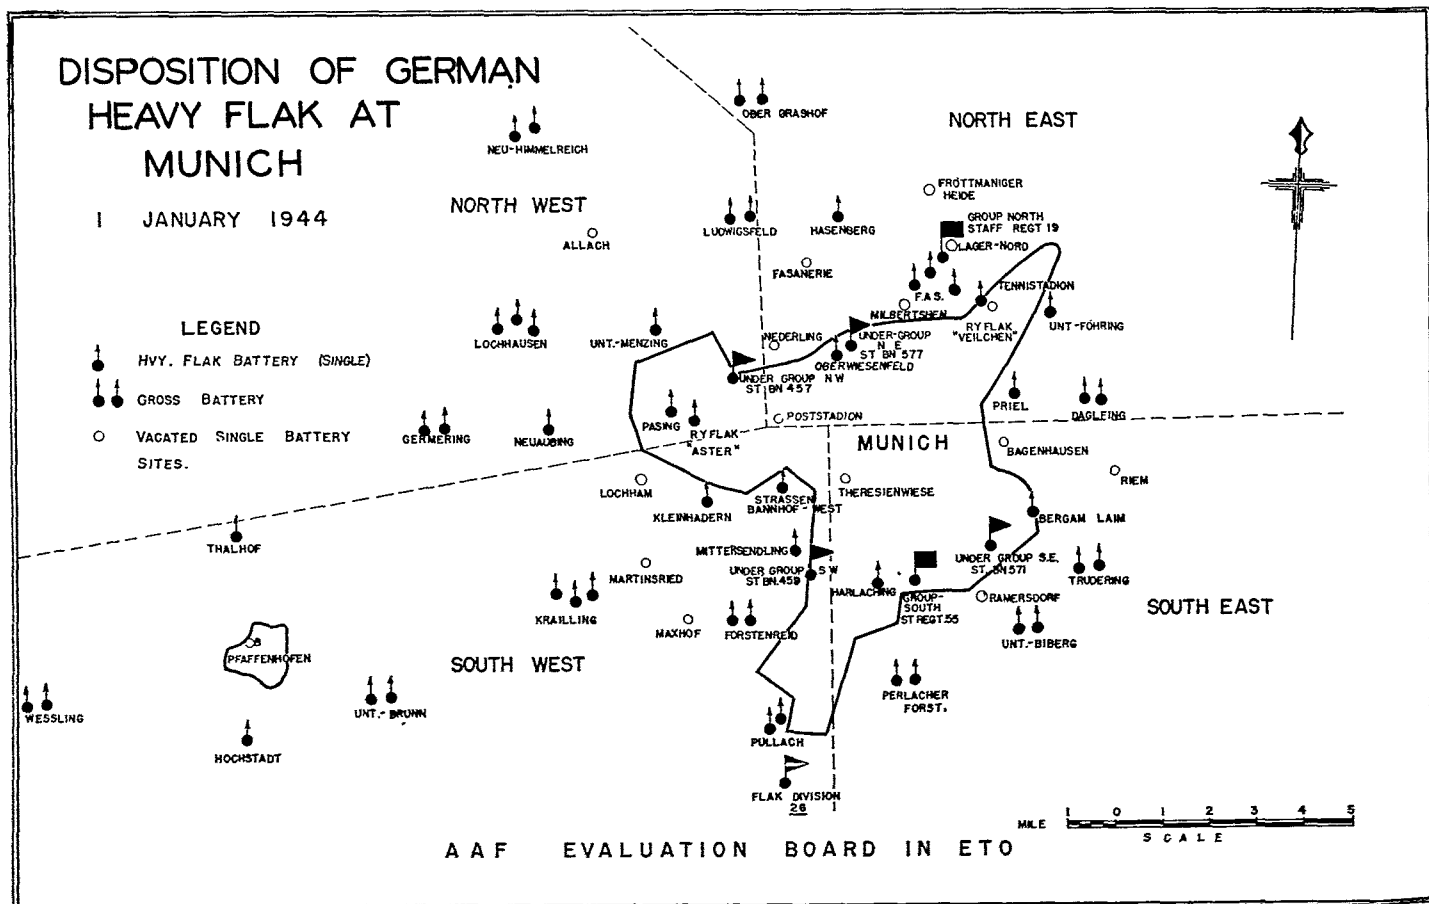 DISPOSITION OF GERMAN
HEAVY FLAK AT
MUNICH
1 JANUARY 1944
LEGEND
HVY. FLAK BATTERY (SINGLE)
GROSS BATTERY
VACATED SINGLE BATTERY
SITES.
OBER GRASHOF
NEU-HIMMELREICH
NORTH EAST
FRÖTTMANIGER
HEIDE
NORTH WEST
LUDWIGSFELD
HASENBERG
GROUP NORTH
STAFF REGT 19
LAGER-NORD
ALLACH
FASANERIE
F.A.S.
TENNISTADION
MILBERTSHEN
RY FLAK
"VEILCHEN"
UNT-FÖHRING
LOCHHAUSEN
UNT.-MENZING
NEDERLING
UNDER-GROUP
N E
ST BN 577
OBERWIESENFELD
UNDER GROUP N W
ST BN 457
PRIEL
DAGLFING
GERMERING
NEUAUBING
PASING
RY FLAK
"ASTER"
POSTSTADION
MUNICH
BAGENHAUSEN
RIEM
LOCHHAM
KLEINHADERN
STRASSEN
BANNHOF-WEST
THERESIENWIESE
BERGAM LAIM
THALHOF
MITTERSENDLING
UNDER GROUP S W
ST BN. 459
MARTINSRIED
HARLACHING
GROUP-
SOUTH
ST REGT. 55
UNDER GROUP S.E.
ST. BN 571
TRUDERING
RAMERSDORF
SOUTH EAST
KRAILLING
MAXHOF
FORSTENREID
UNT.-BIBERG
8
PFAFFENHOFEN
SOUTH WEST
PERLACHER
FORST.
WESSLING
UNT.-BRUNN
HOCHSTADT
PULLACH
FLAK DIVISION
26
MILE 1 0 1 2 3 4 5
SCALE
AAF EVALUATION BOARD IN ETO